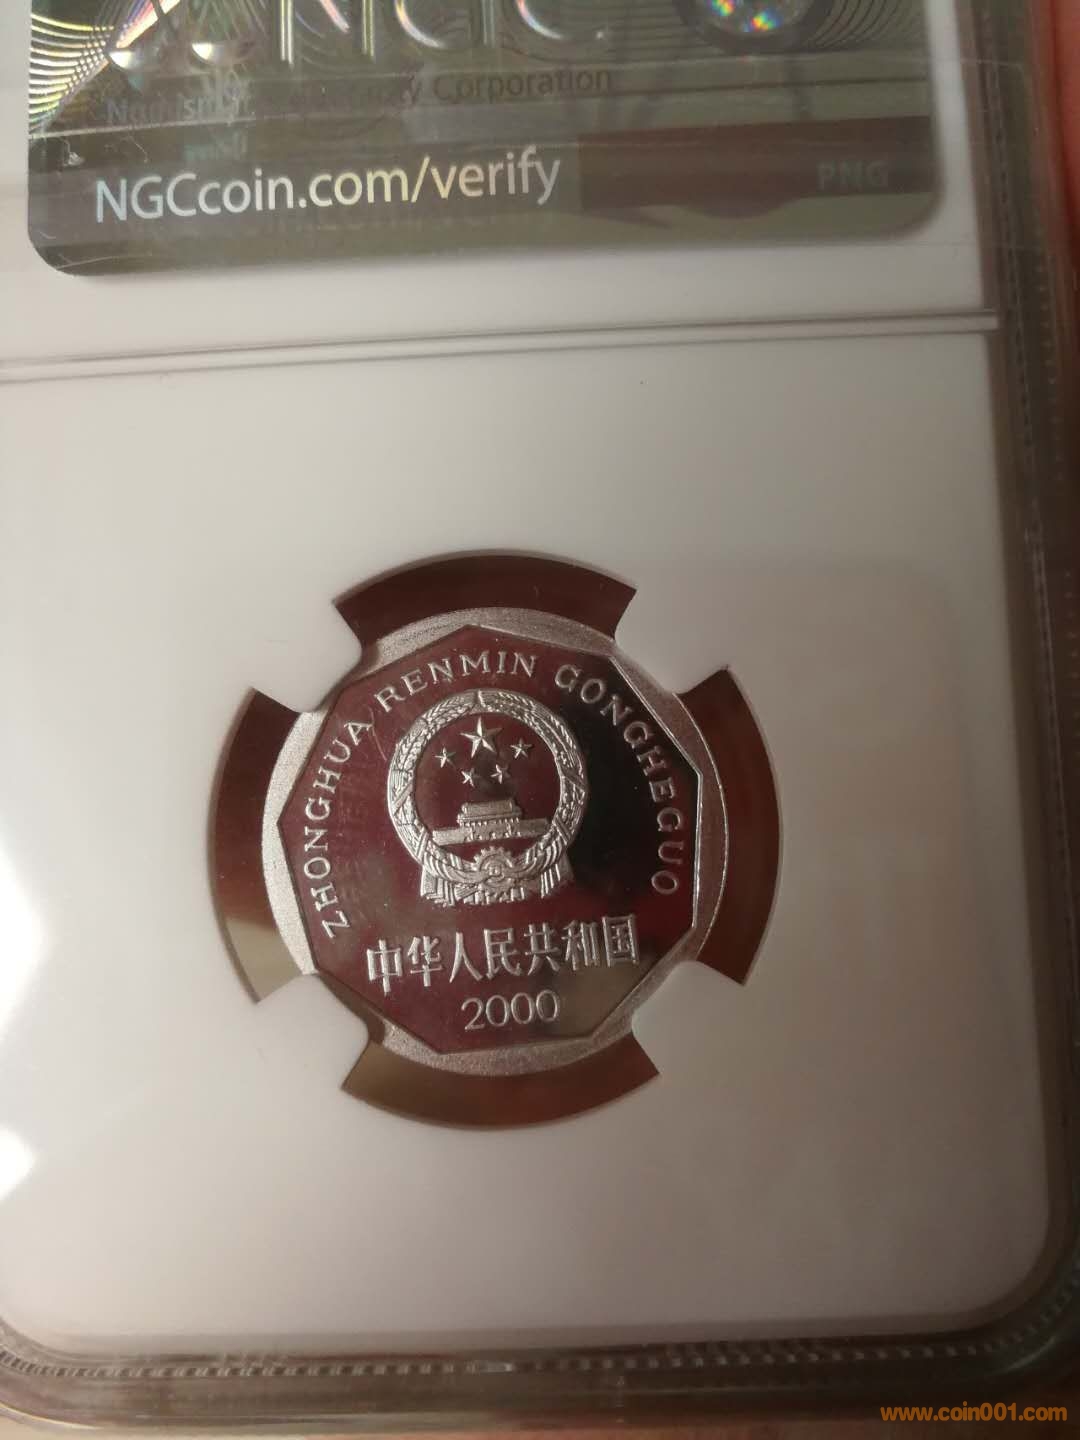 NGC
Corporation
NGCcoin.com/verify
PNG
ZHONGHUA RENMIN GONGHEGUO
中华人民共和国
2000
www.coin001.com